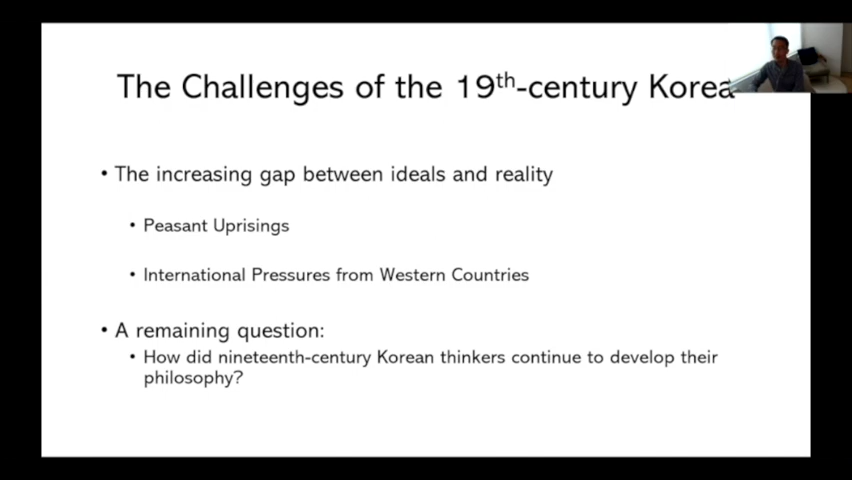 The Challenges of the 19th-century Korea
• The increasing gap between ideals and reality
• Peasant Uprisings
• International Pressures from Western Countries
• A remaining question:
• How did nineteenth-century Korean thinkers continue to develop their
philosophy?